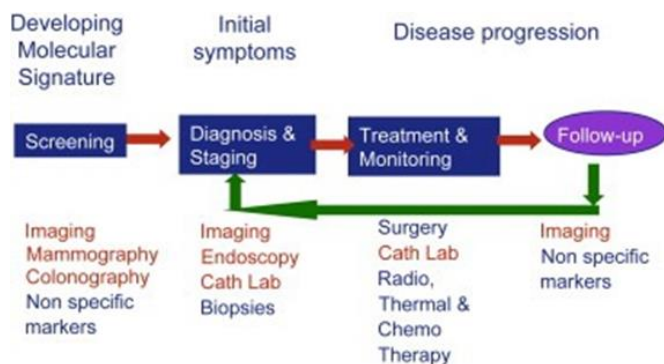 Developing
Molecular
Signature
Initial
symptoms
Disease progression
Screening
Diagnosis &
Staging
Treatment &
Monitoring
Follow-up
Imaging
Mammography
Colonography
Non specific
markers
Imaging
Endoscopy
Cath Lab
Biopsies
Surgery
Cath Lab
Radio,
Thermal &
Chemo
Therapy
Imaging
Non specific
markers